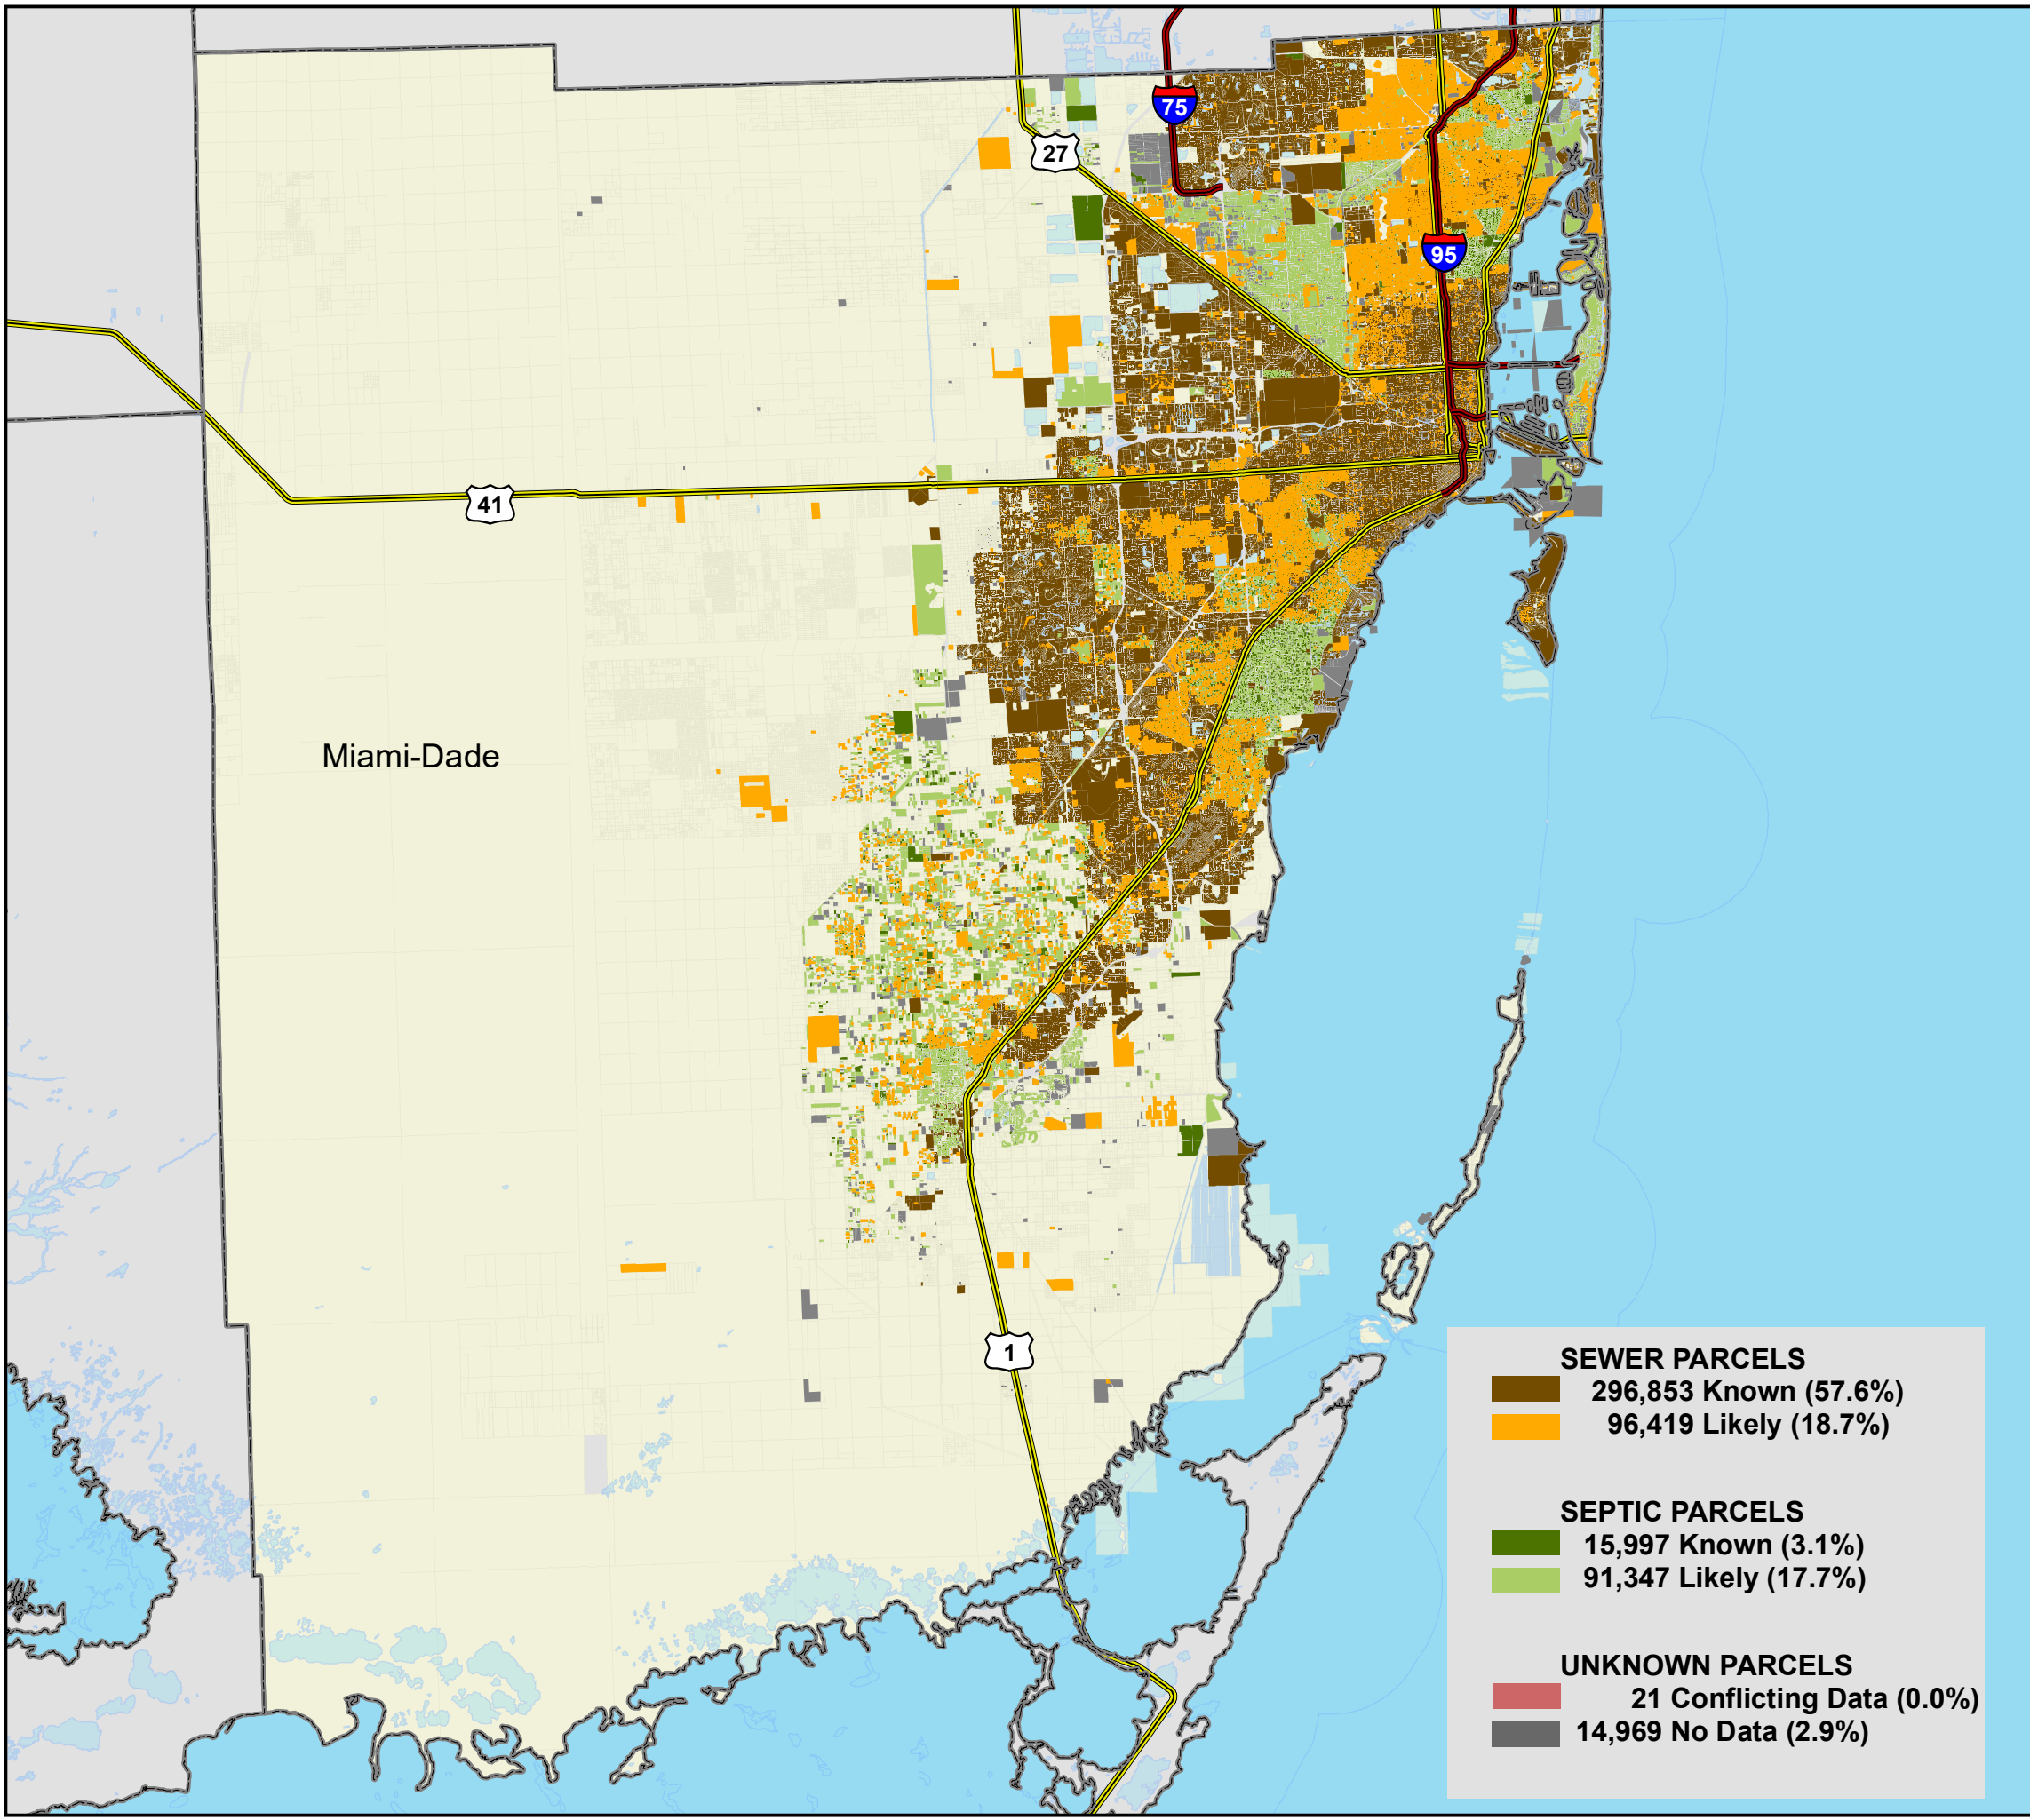 75
27
95
41
Miami-Dade
1
SEWER PARCELS
296,853 Known (57.6%)
96,419 Likely (18.7%)
SEPTIC PARCELS
15,997 Known (3.1%)
91,347 Likely (17.7%)
UNKNOWN PARCELS
21 Conflicting Data (0.0%)
14,969 No Data (2.9%)